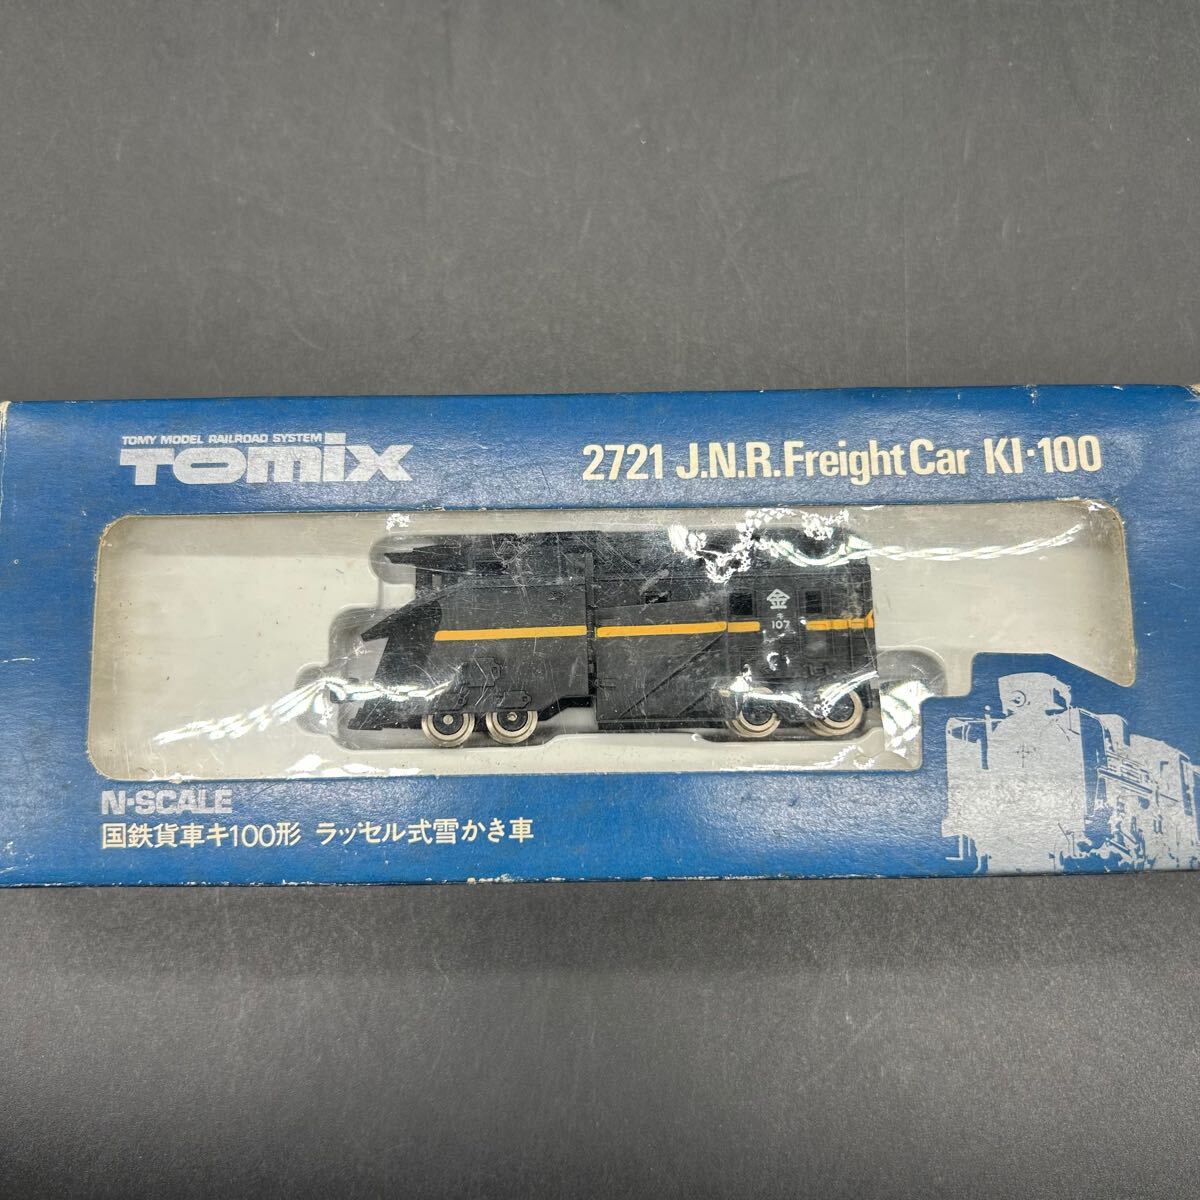 TOMY MODEL RAILROAD SYSTEM
TOMIX
2721 J.N.R. Freight Car KI・100
金
キ
107
N・SCALE
国鉄貨車キ100形 ラッセル式雪かき車